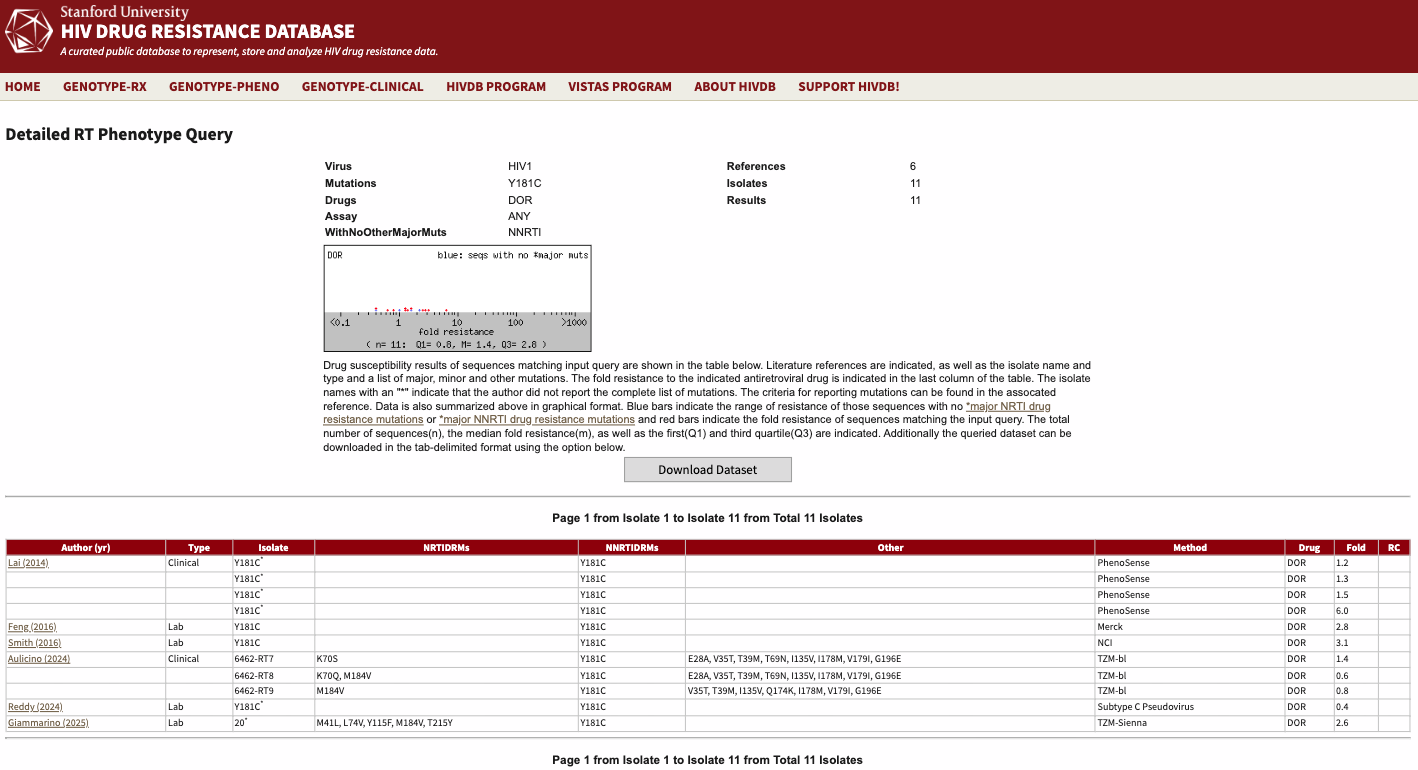 Stanford University
HIV DRUG RESISTANCE DATABASE
A curated public database to represent, store and analyze HIV drug resistance data.
HOME GENOTYPE-RX GENOTYPE-PHENO GENOTYPE-CLINICAL HIVDB PROGRAM VISTAS PROGRAM ABOUT HIVDB SUPPORT HIVDB!
Detailed RT Phenotype Query
Virus HIV1 References 6
Mutations Y181C Isolates 11
Drugs DOR Results 11
Assay ANY
WithNoOtherMajorMuts NNRTI
DOR blue: seqs with no *major muts
<0.1 1 10 100 >1000
fold resistance
( n= 11: Q1= 0.8, M= 1.4, Q3= 2.8 )
Drug susceptibility results of sequences matching input query are shown in the table below. Literature references are indicated, as well as the isolate name and
type and a list of major, minor and other mutations. The fold resistance to the indicated antiretroviral drug is indicated in the last column of the table. The isolate
names with an "*" indicate that the author did not report the complete list of mutations. The criteria for reporting mutations can be found in the assocated
reference. Data is also summarized above in graphical format. Blue bars indicate the range of resistance of those sequences with no *major NRTI drug
resistance mutations or *major NNRTI drug resistance mutations and red bars indicate the fold resistance of sequences matching the input query. The total
number of sequences(n), the median fold resistance(m), as well as the first(Q1) and third quartile(Q3) are indicated. Additionally the queried dataset can be
downloaded in the tab-delimited format using the option below.
Download Dataset
Page 1 from Isolate 1 to Isolate 11 from Total 11 Isolates
Author (yr) Type Isolate NRTIDRMs NNRTIDRMs Other Method Drug Fold RC
Lai (2014) Clinical Y181C* Y181C PhenoSense DOR 1.2
Y181C* Y181C PhenoSense DOR 1.3
Y181C* Y181C PhenoSense DOR 1.5
Y181C* Y181C PhenoSense DOR 6.0
Feng (2016) Lab Y181C Y181C Merck DOR 2.8
Smith (2016) Lab Y181C Y181C NCI DOR 3.1
Aulicino (2024) Clinical 6462-RT7 K70S Y181C E28A, V35T, T39M, T69N, I135V, I178M, V179I, G196E TZM-bl DOR 1.4
6462-RT8 K70Q, M184V Y181C E28A, V35T, T39M, T69N, I135V, I178M, V179I, G196E TZM-bl DOR 0.6
6462-RT9 M184V Y181C V35T, T39M, I135V, Q174K, I178M, V179I, G196E TZM-bl DOR 0.8
Reddy (2024) Lab Y181C* Y181C Subtype C Pseudovirus DOR 0.4
Giammarino (2025) Lab 20* M41L, L74V, Y115F, M184V, T215Y Y181C TZM-Sienna DOR 2.6
Page 1 from Isolate 1 to Isolate 11 from Total 11 Isolates